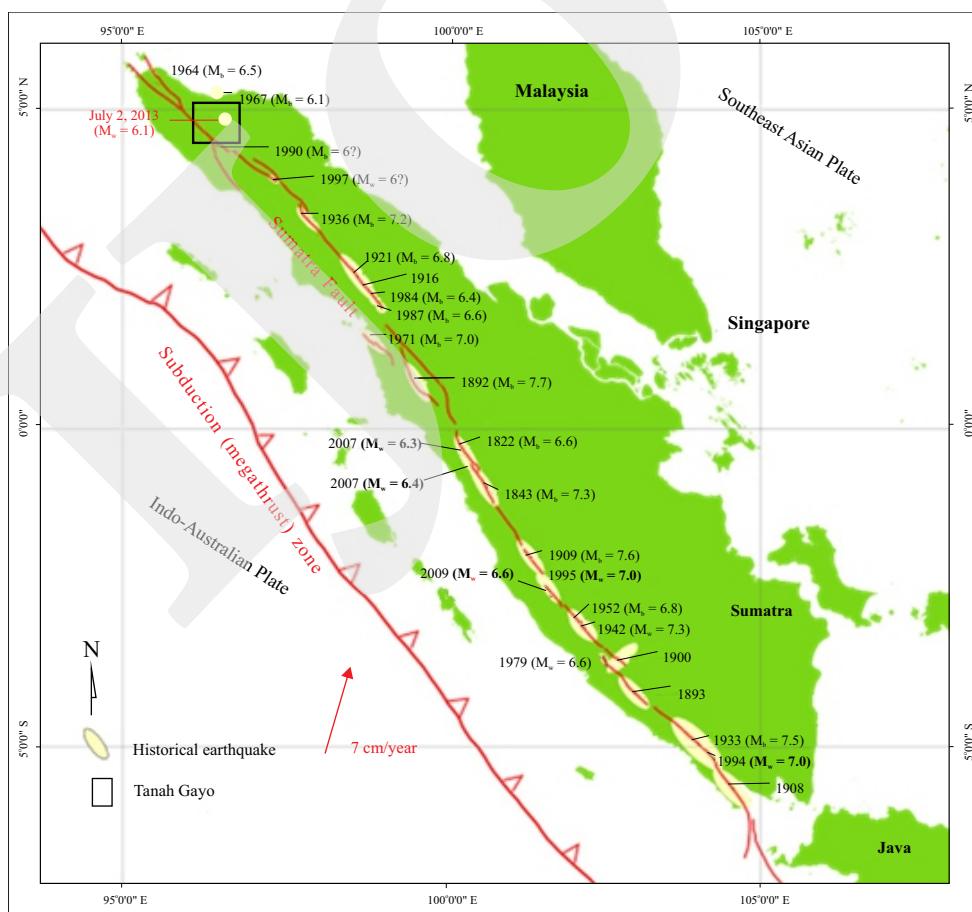 95°0'0" E
100°0'0" E
105°0'0" E
1964 (Mb = 6.5)
Malaysia
Southeast Asian Plate
5°0'0" N
5°0'0" N
1967 (Mb = 6.1)
July 2, 2013
(Mw = 6.1)
1990 (Mb = 6?)
1997 (Mw = 6?)
1936 (Mb = 7.2)
Sumatra Fault
1921 (Mb = 6.8)
1916
1984 (Mb = 6.4)
1987 (Mb = 6.6)
Singapore
1971 (Mb = 7.0)
1892 (Mb = 7.7)
Subduction (megathrust) zone
0°0'0"
0°0'0"
2007 (Mw = 6.3)
1822 (Mb = 6.6)
2007 (Mw = 6.4)
1843 (Mb = 7.3)
Indo-Australian Plate
1909 (Mb = 7.6)
2009 (Mw = 6.6)
1995 (Mw = 7.0)
Sumatra
1952 (Mb = 6.8)
1942 (Mw = 7.3)
N
1979 (Mw = 6.6)
1900
1893
5°0'0" S
5°0'0" S
Historical earthquake
7 cm/year
1933 (Mb = 7.5)
1994 (Mw = 7.0)
Tanah Gayo
1908
Java
95°0'0" E
100°0'0" E
105°0'0" E